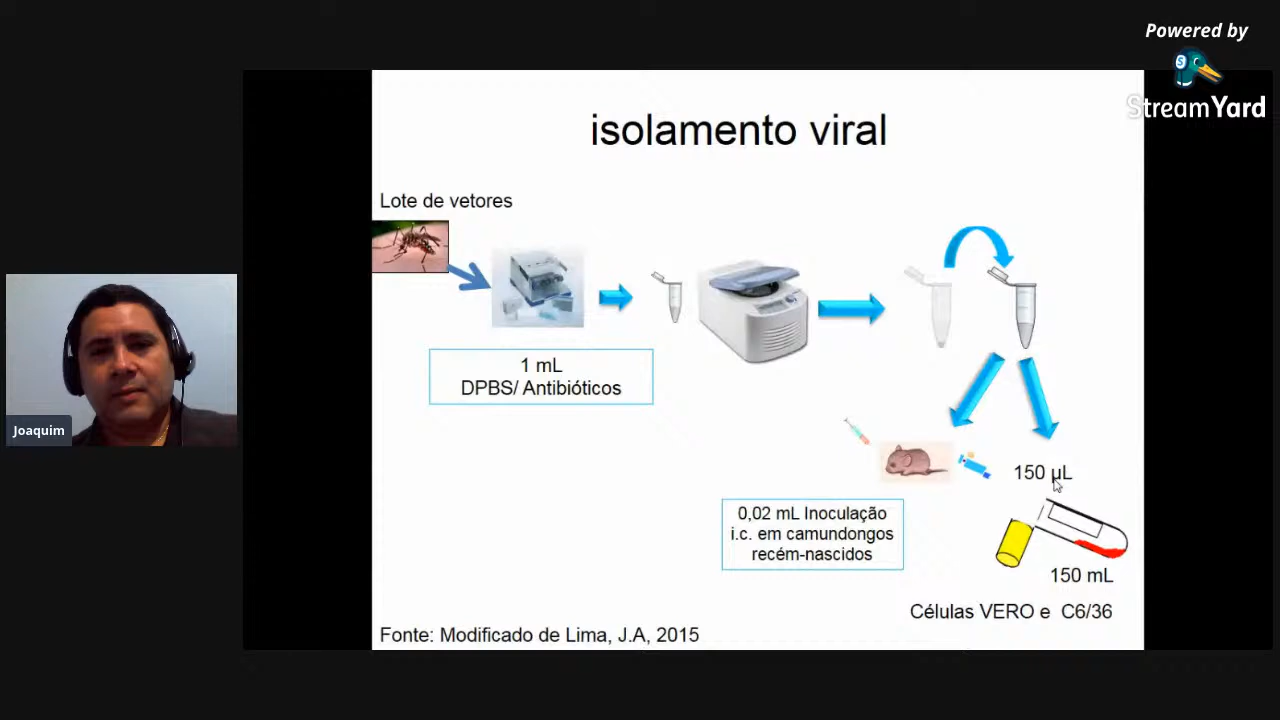 Powered by
StreamYard
isolamento viral
Lote de vetores
1 mL
DPBS/ Antibióticos
150 µL
0,02 mL Inoculação
i.c. em camundongos
recém-nascidos
150 mL
Células VERO e C6/36
Fonte: Modificado de Lima, J.A, 2015
Joaquim